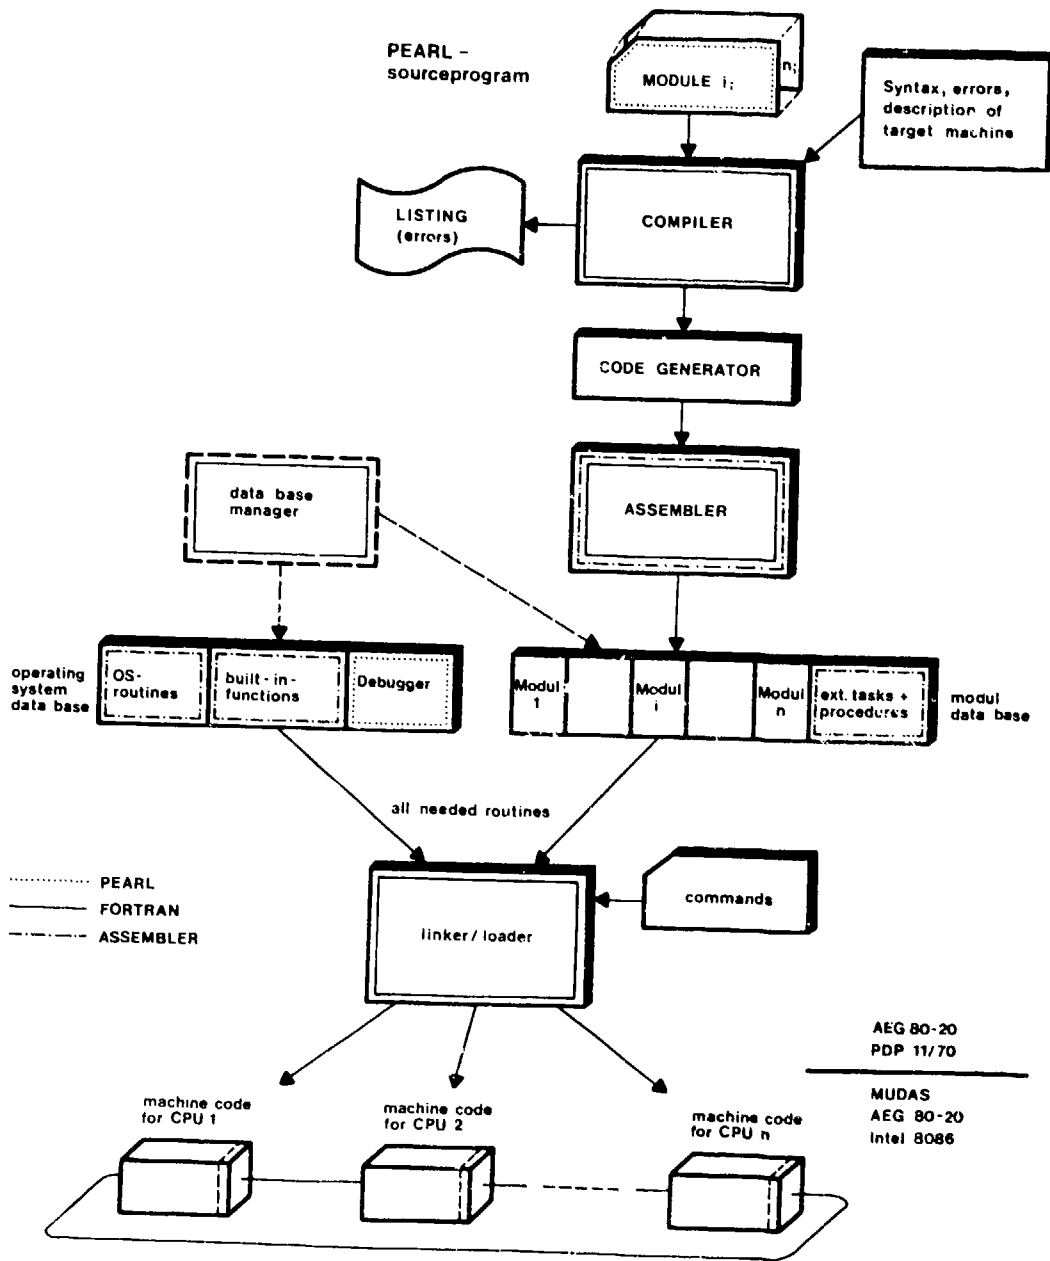 PEARL -
sourceprogram
n;
MODULE i;
Syntax, errors,
description of
target machine
LISTING
(errors)
COMPILER
CODE GENERATOR
data base
manager
ASSEMBLER
operating
system
data base
OS-
routines
built-in-
functions
Debugger
Modul
1
Modul
i
Modul
n
ext. tasks +
procedures
modul
data base
all needed routines
PEARL
FORTRAN
ASSEMBLER
linker/loader
commands
AEG 80-20
PDP 11/70
MUDAS
AEG 80-20
Intel 8086
machine code
for CPU 1
machine code
for CPU 2
machine code
for CPU n